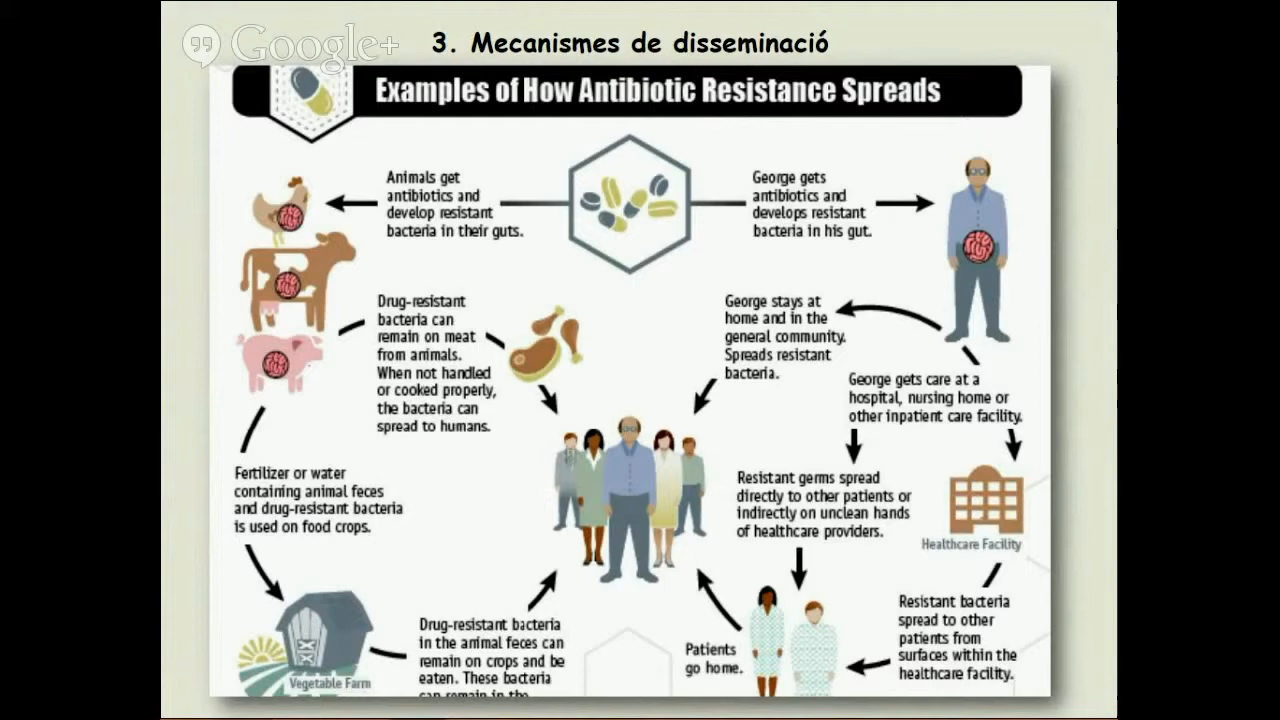 Google+
3. Mecanismes de disseminació
Examples of How Antibiotic Resistance Spreads
Animals get
antibiotics and
develop resistant
bacteria in their guts.
George gets
antibiotics and
develops resistant
bacteria in his gut.
Drug-resistant
bacteria can
remain on meat
from animals.
When not handled
or cooked properly,
the bacteria can
spread to humans.
George stays at
home and in the
general community.
Spreads resistant
bacteria.
George gets care at a
hospital, nursing home or
other inpatient care facility.
Fertilizer or water
containing animal feces
and drug-resistant bacteria
is used on food crops.
Resistant germs spread
directly to other patients or
indirectly on unclean hands
of healthcare providers.
Healthcare Facility
Vegetable Farm
Drug-resistant bacteria
in the animal feces can
remain on crops and be
eaten. These bacteria
can remain in the
Patients
go home.
Resistant bacteria
spread to other
patients from
surfaces within the
healthcare facility.